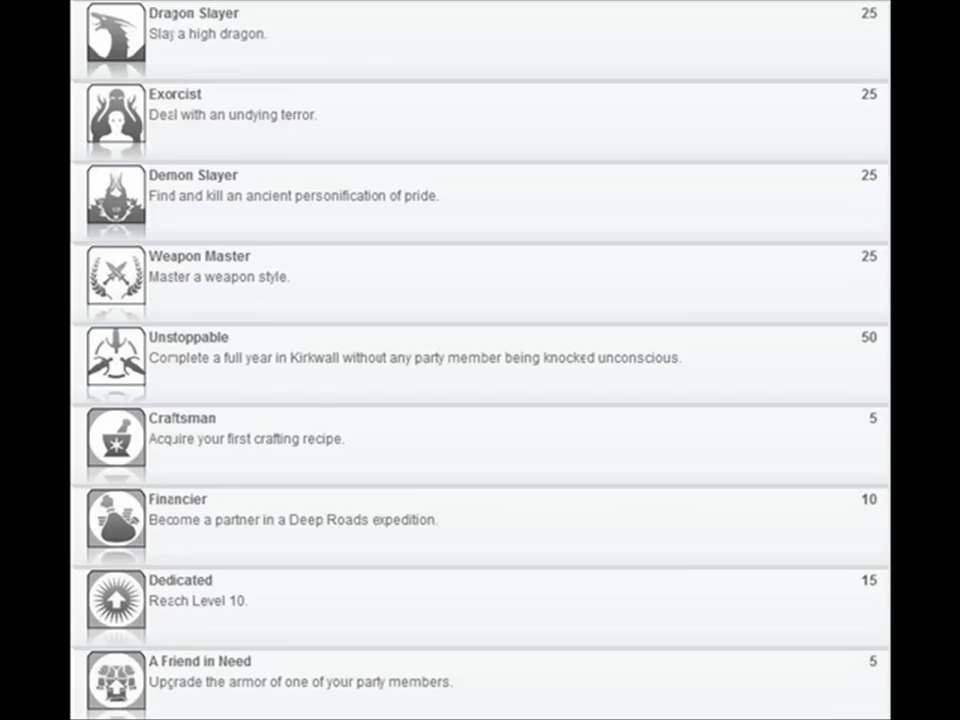 Dragon Slayer 25
Slay a high dragon.
Exorcist 25
Deal with an undying terror.
Demon Slayer 25
Find and kill an ancient personification of pride.
Weapon Master 25
Master a weapon style.
Unstoppable 50
Complete a full year in Kirkwall without any party member being knocked unconscious.
Craftsman 5
Acquire your first crafting recipe.
Financier 10
Become a partner in a Deep Roads expedition.
Dedicated 15
Reach Level 10.
A Friend in Need 5
Upgrade the armor of one of your party members.